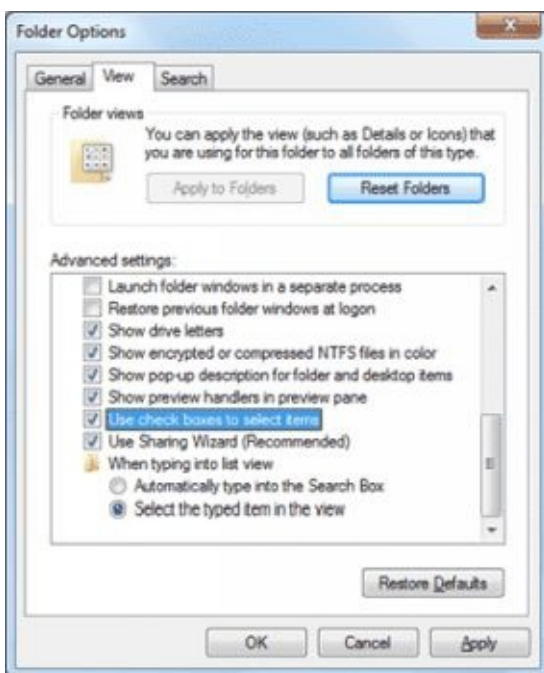 Folder Options
General View Search
Folder views
You can apply the view (such as Details or Icons) that
you are using for this folder to all folders of this type.
Apply to Folders Reset Folders
Advanced settings:
Launch folder windows in a separate process
Restore previous folder windows at logon
Show drive letters
Show encrypted or compressed NTFS files in color
Show pop-up description for folder and desktop items
Show preview handlers in preview pane
Use check boxes to select items
Use Sharing Wizard (Recommended)
When typing into list view
Automatically type into the Search Box
Select the typed item in the view
Restore Defaults
OK Cancel Apply